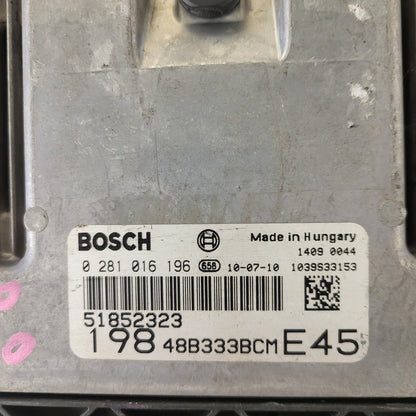 BOSCH Made in Hungary
1409 0044
0 281 016 196 658 10-07-10 1039S33153
51852323
198 48B333BCM E45